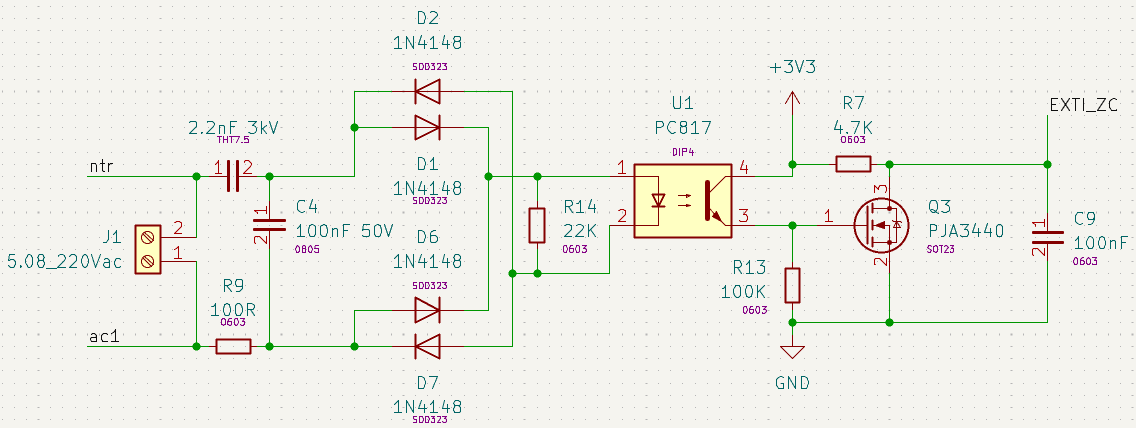 D2
1N4148
SOD323
+3V3
U1
PC817
DIP4
R7
4.7K
0603
EXTI_ZC
2.2nF 3kV
THT7.5
D1
1N4148
SOD323
ntr
1
2
1
2
4
3
3
1
2
Q3
PJA3440
SOT23
C4
100nF 50V
0805
1
2
R14
22K
0603
C9
100nF
0603
1
2
J1
5.08_220Vac
2
1
D6
1N4148
SOD323
R13
100K
0603
R9
100R
0603
ac1
D7
1N4148
SOD323
GND